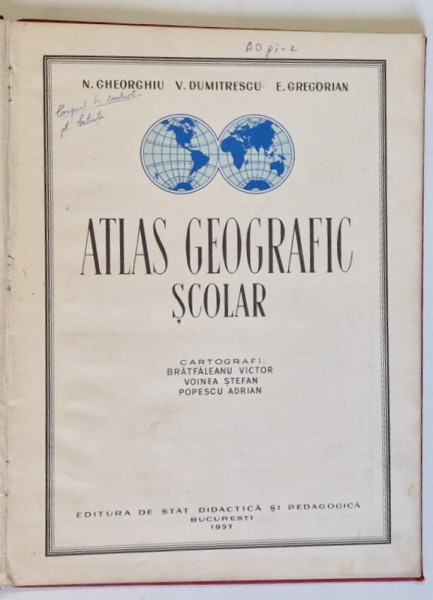 AD pi-2
N. GHEORGHIU V. DUMITRESCU E. GREGORIAN
ATLAS GEOGRAFIC
ȘCOLAR
CARTOGRAFI:
BRĂTFĂLEANU VICTOR
VOINEA ȘTEFAN
POPESCU ADRIAN
EDITURA DE STAT DIDACTICĂ ȘI PEDAGOGICĂ
BUCUREȘTI
1957